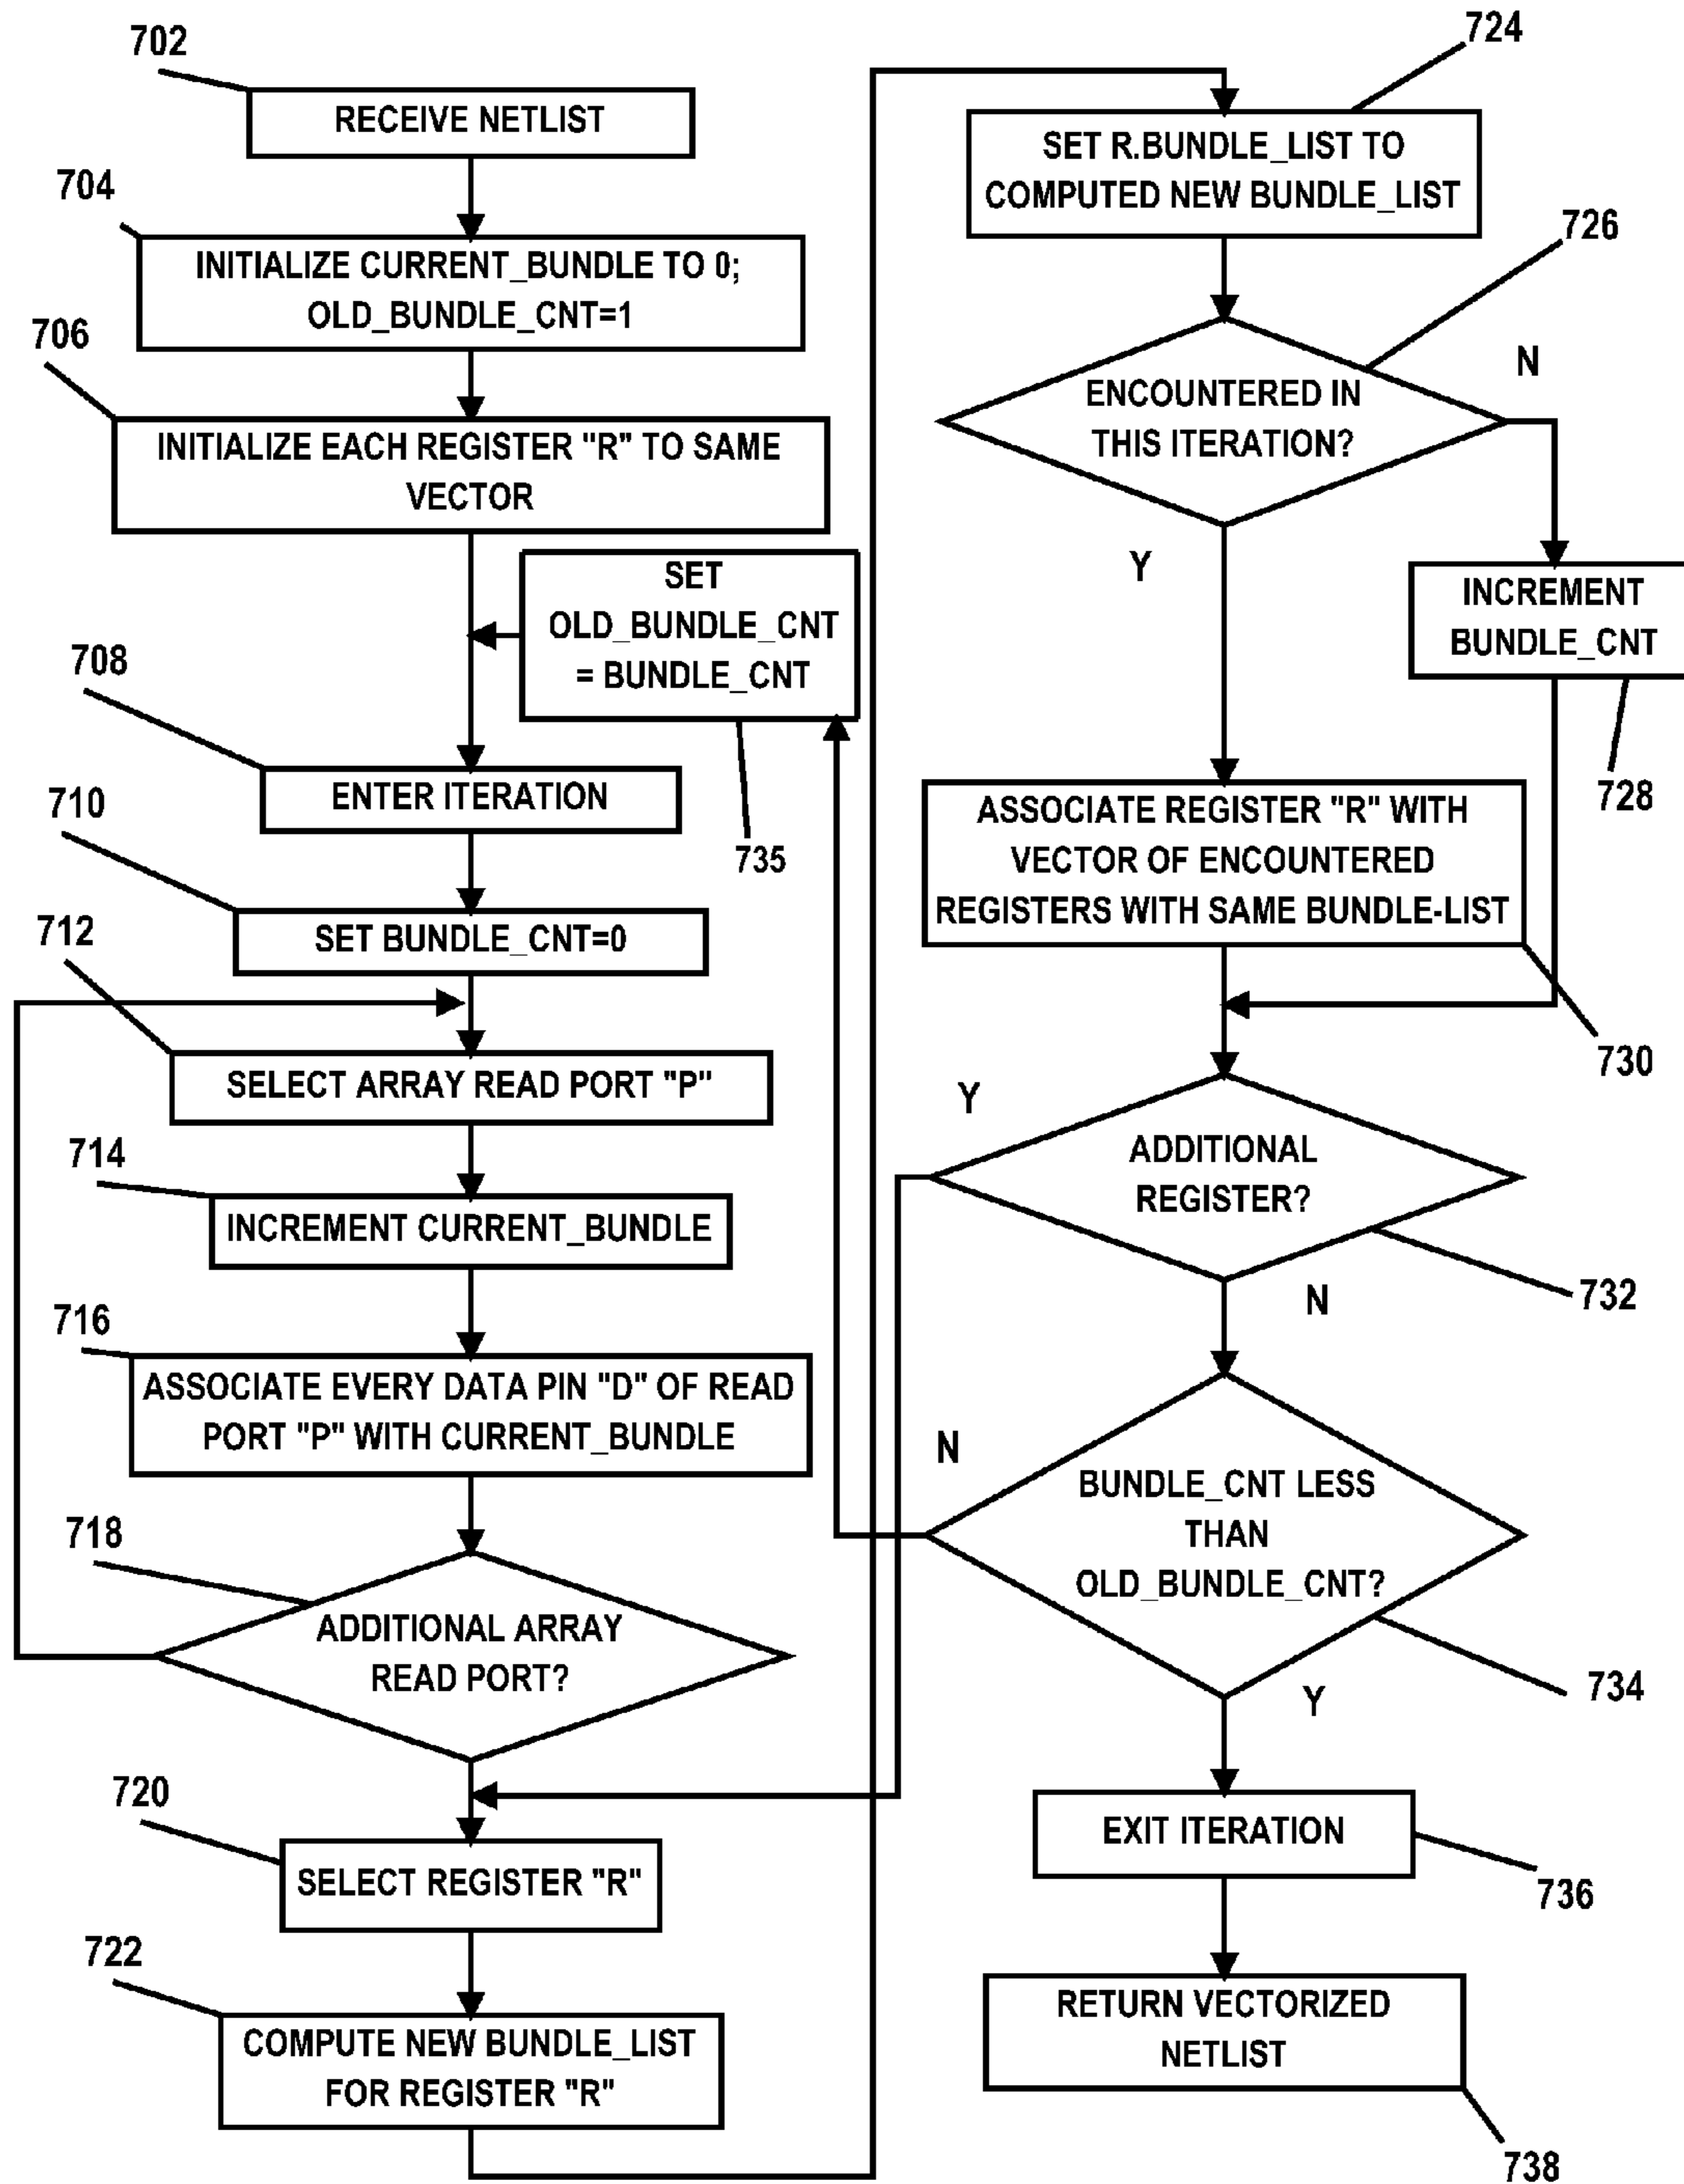 702
RECEIVE NETLIST
704
INITIALIZE CURRENT_BUNDLE TO 0;
OLD_BUNDLE_CNT=1
706
INITIALIZE EACH REGISTER "R" TO SAME
VECTOR
SET
OLD_BUNDLE_CNT
= BUNDLE_CNT
735
708
ENTER ITERATION
710
SET BUNDLE_CNT=0
712
SELECT ARRAY READ PORT "P"
714
INCREMENT CURRENT_BUNDLE
716
ASSOCIATE EVERY DATA PIN "D" OF READ
PORT "P" WITH CURRENT_BUNDLE
718
ADDITIONAL ARRAY
READ PORT?
720
SELECT REGISTER "R"
722
COMPUTE NEW BUNDLE_LIST
FOR REGISTER "R"
724
SET R.BUNDLE_LIST TO
COMPUTED NEW BUNDLE_LIST
726
ENCOUNTERED IN
THIS ITERATION?
N
Y
INCREMENT
BUNDLE_CNT
728
ASSOCIATE REGISTER "R" WITH
VECTOR OF ENCOUNTERED
REGISTERS WITH SAME BUNDLE-LIST
730
Y
ADDITIONAL
REGISTER?
732
N
N
BUNDLE_CNT LESS
THAN
OLD_BUNDLE_CNT?
734
Y
EXIT ITERATION
736
RETURN VECTORIZED
NETLIST
738